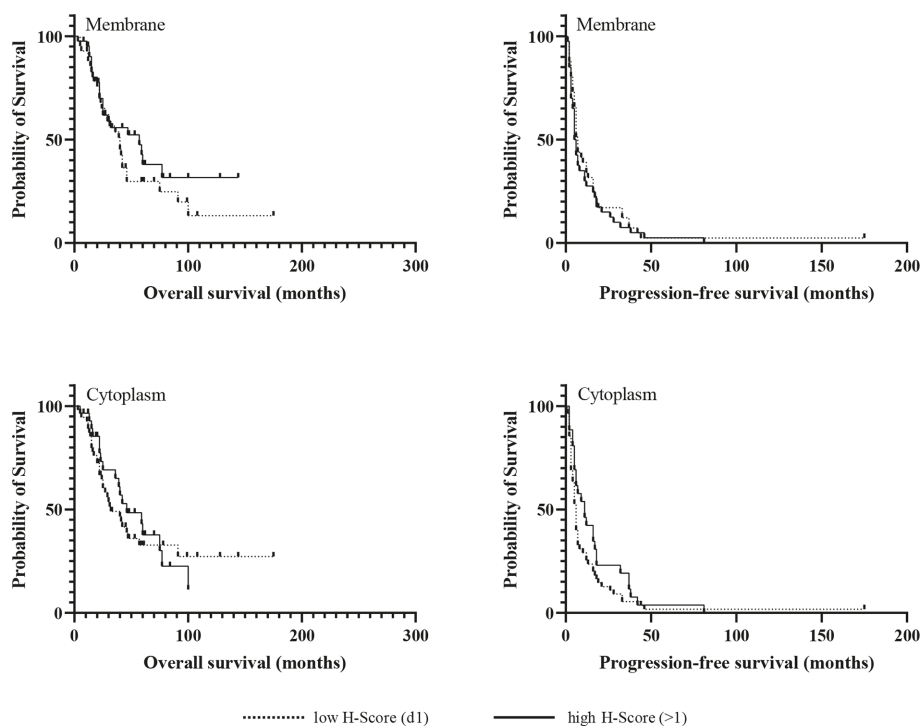 Membrane
Probability of Survival
100
50
0
0 100 200 300
Overall survival (months)
Membrane
Probability of Survival
100
50
0
0 50 100 150 200
Progression-free survival (months)
Cytoplasm
Probability of Survival
100
50
0
0 100 200 300
Overall survival (months)
Cytoplasm
Probability of Survival
100
50
0
0 50 100 150 200
Progression-free survival (months)
low H-Score (d1) high H-Score (>1)